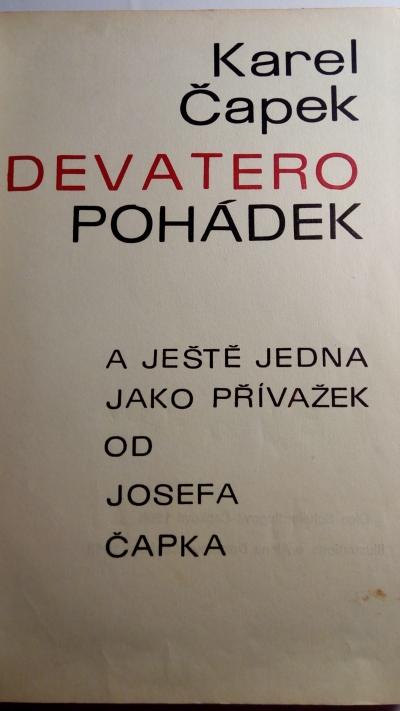 Karel
Čapek
DEVATERO
POHÁDEK
A JEŠTĚ JEDNA
JAKO PŘÍVAŽEK
OD
JOSEFA
ČAPKA